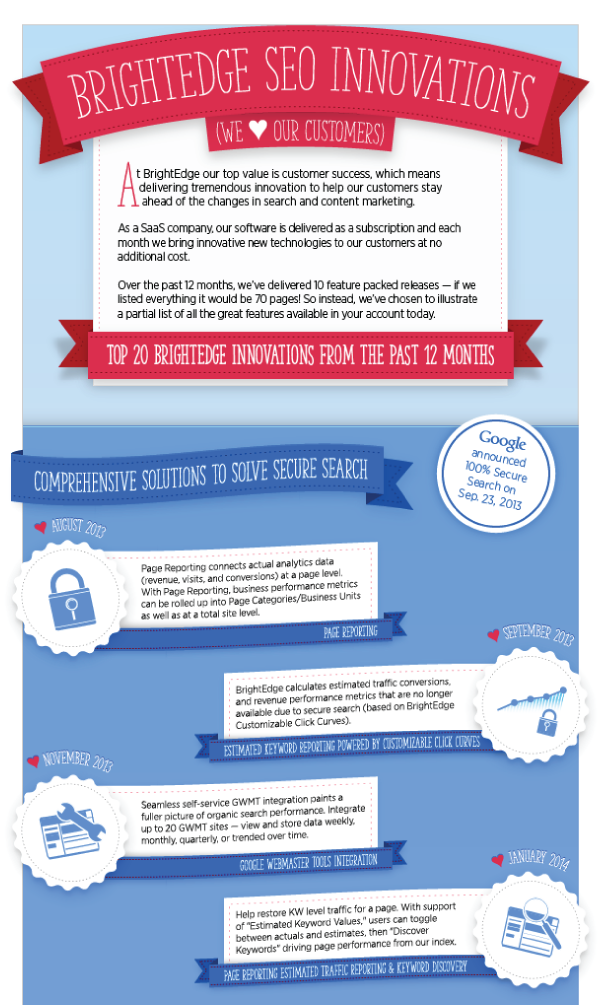 BRIGHTEDGE SEO INNOVATIONS
(WE ♥ OUR CUSTOMERS)
At BrightEdge our top value is customer success, which means
delivering tremendous innovation to help our customers stay
ahead of the changes in search and content marketing.
As a SaaS company, our software is delivered as a subscription and each
month we bring innovative new technologies to our customers at no
additional cost.
Over the past 12 months, we've delivered 10 feature packed releases — if we
listed everything it would be 70 pages! So instead, we've chosen to illustrate
a partial list of all the great features available in your account today.
TOP 20 BRIGHTEDGE INNOVATIONS FROM THE PAST 12 MONTHS
Google
announced
100% Secure
Search on
Sep. 23, 2013
COMPREHENSIVE SOLUTIONS TO SOLVE SECURE SEARCH
AUGUST 2013
Page Reporting connects actual analytics data
(revenue, visits, and conversions) at a page level.
With Page Reporting, business performance metrics
can be rolled up into Page Categories/Business Units
as well as at a total site level.
PAGE REPORTING
SEPTEMBER 2013
BrightEdge calculates estimated traffic conversions,
and revenue performance metrics that are no longer
available due to secure search (based on BrightEdge
Customizable Click Curves).
ESTIMATED KEYWORD REPORTING POWERED BY CUSTOMIZABLE CLICK CURVES
NOVEMBER 2013
Seamless self-service GWMT integration paints a
fuller picture of organic search performance. Integrate
up to 20 GWMT sites — view and store data weekly,
monthly, quarterly, or trended over time.
GOOGLE WEBMASTER TOOLS INTEGRATION
JANUARY 2014
Help restore KW level traffic for a page. With support
of "Estimated Keyword Values," users can toggle
between actuals and estimates, then "Discover
Keywords" driving page performance from our index.
PAGE REPORTING ESTIMATED TRAFFIC REPORTING & KEYWORD DISCOVERY